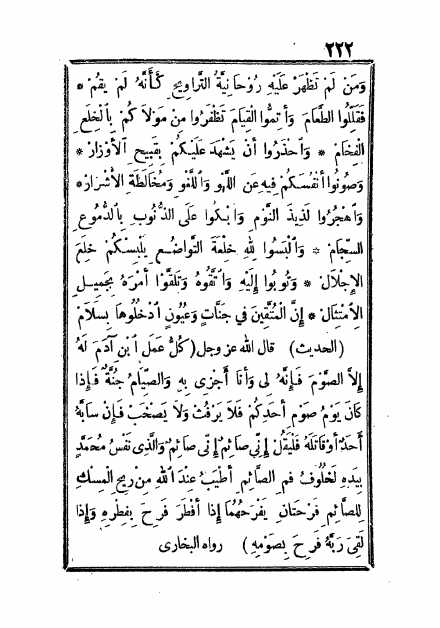 ٢٢٢
وَمَنْ لَمْ تَظْهَرْ عَلَيْهِ رُوحَانِيَّةُ التَّرَاوِيحِ كَأَنَّهُ لَمْ يَقُمْ *
فَقَلِّلُوا الطَّعَامَ وَأَتِمُّوا الْقِيَامَ تَظْفَرُوا مِنْ مَوْلَاكُمْ بِالْخِلَعِ
الْفِخَامِ * وَاحْذَرُوا أَنْ يَشْهَدَ عَلَيْكُمْ بِقَبِيحِ الْأَوْزَارِ *
وَصُونُوا أَنْفُسَكُمْ فِيهِ عَنِ اللَّهْوِ وَاللَّغْوِ وَمُخَالَطَةِ الْأَشْرَارِ *
وَاهْجُرُوا لَذِيذَ النَّوْمِ وَابْكُوا عَلَى الذُّنُوبِ بِالدُّمُوعِ
السِّجَامِ * وَالْبَسُوا لِلّٰهِ خِلْعَةَ التَّوَاضُعِ يُلْبِسْكُمْ خِلَعَ
الْإِجْلَالِ * وَتُوبُوا إِلَيْهِ وَاتَّقُوهُ وَتَلَقَّوْا أَمْرَهُ بِجَمِيلِ
الْاِمْتِثَالِ * إِنَّ الْمُتَّقِينَ فِي جَنَّاتٍ وَعُيُونٍ اُدْخُلُوهَا بِسَلَامٍ
(الحديث) قال الله عز وجل (كُلُّ عَمَلِ ابْنِ آدَمَ لَهُ
إِلَّا الصَّوْمَ فَإِنَّهُ لِي وَأَنَا أَجْزِي بِهِ وَالصِّيَامُ جُنَّةٌ فَإِذَا
كَانَ يَوْمُ صَوْمِ أَحَدِكُمْ فَلَا يَرْفُثْ وَلَا يَصْخَبْ فَإِنْ سَابَّهُ
أَحَدٌ أَوْ قَاتَلَهُ فَلْيَقُلْ إِنِّي صَائِمٌ إِنِّي صَائِمٌ وَالَّذِي نَفْسُ مُحَمَّدٍ
بِيَدِهِ لَخُلُوفُ فَمِ الصَّائِمِ أَطْيَبُ عِنْدَ اللهِ مِنْ رِيحِ الْمِسْكِ
لِلصَّائِمِ فَرْحَتَانِ يَفْرَحُهُمَا إِذَا أَفْطَرَ فَرِحَ بِفِطْرِهِ وَإِذَا
لَقِيَ رَبَّهُ فَرِحَ بِصَوْمِهِ) رواه البخاري